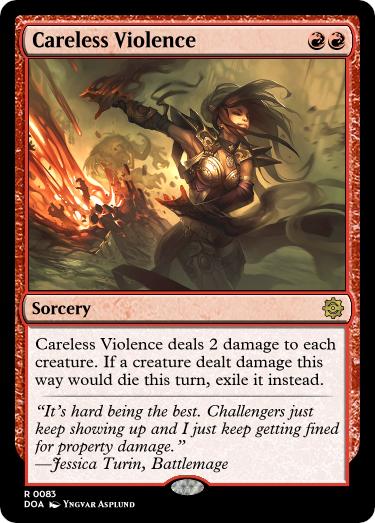 Careless Violence
Sorcery
Careless Violence deals 2 damage to each
creature. If a creature dealt damage this
way would die this turn, exile it instead.
“It’s hard being the best. Challengers just
keep showing up and I just keep getting fined
for property damage.”
—Jessica Turin, Battlemage
R 0083
DOA Yngvar Asplund